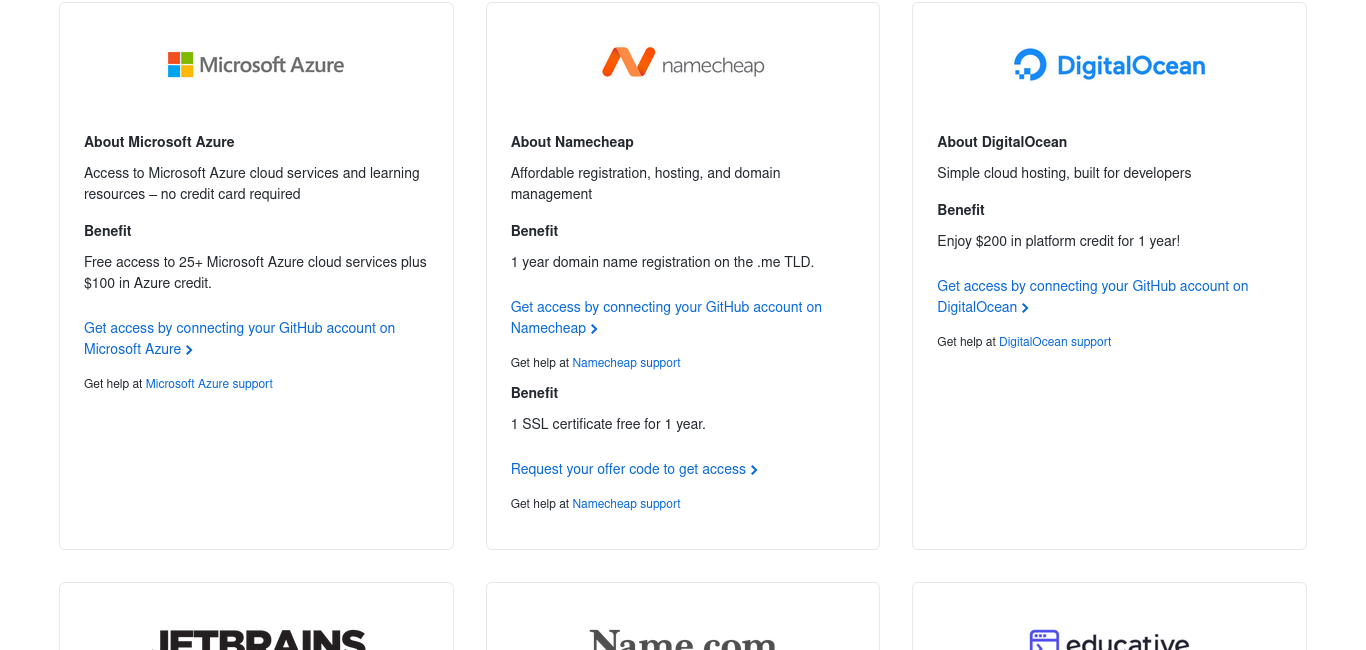 Microsoft Azure
About Microsoft Azure
Access to Microsoft Azure cloud services and learning
resources – no credit card required
Benefit
Free access to 25+ Microsoft Azure cloud services plus
$100 in Azure credit.
Get access by connecting your GitHub account on
Microsoft Azure
Get help at Microsoft Azure support
namecheap
About Namecheap
Affordable registration, hosting, and domain
management
Benefit
1 year domain name registration on the .me TLD.
Get access by connecting your GitHub account on
Namecheap
Get help at Namecheap support
Benefit
1 SSL certificate free for 1 year.
Request your offer code to get access
Get help at Namecheap support
DigitalOcean
About DigitalOcean
Simple cloud hosting, built for developers
Benefit
Enjoy $200 in platform credit for 1 year!
Get access by connecting your GitHub account on
DigitalOcean
Get help at DigitalOcean support
JETBRAINS
Name.com
educative